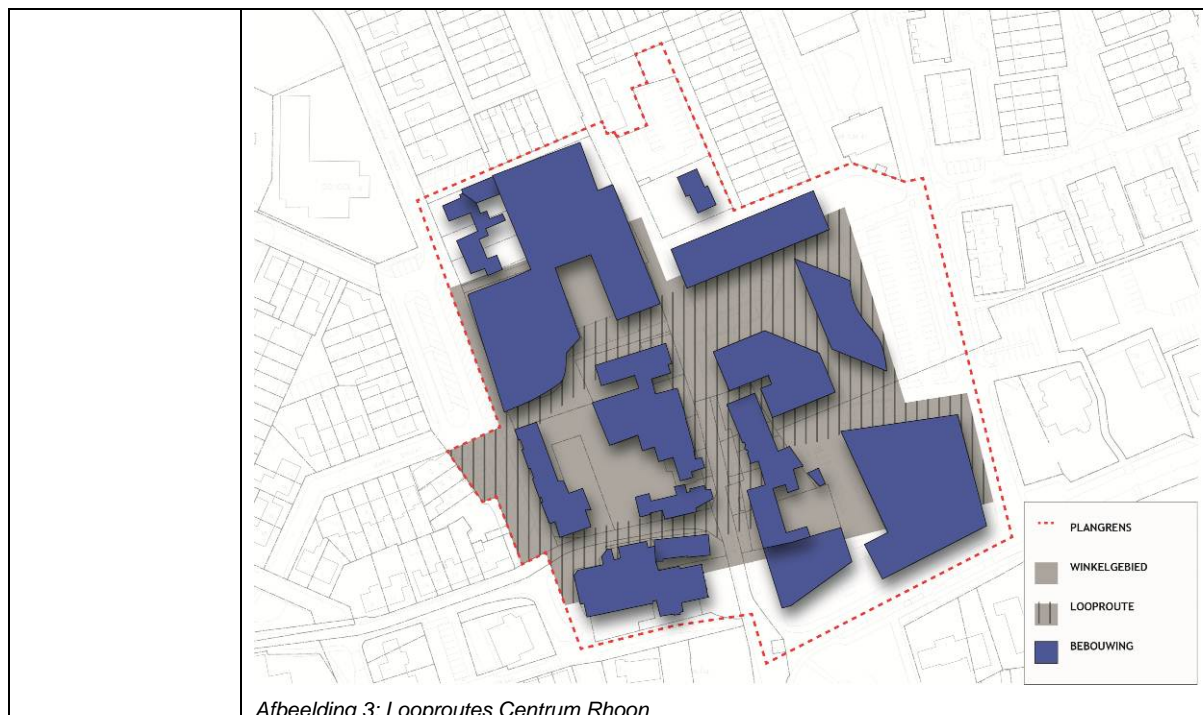 PLANGRENS
WINKELGEBIED
LOOPROUTE
BEBOUWING
Afbeelding 3: Looproutes Centrum Rhoon